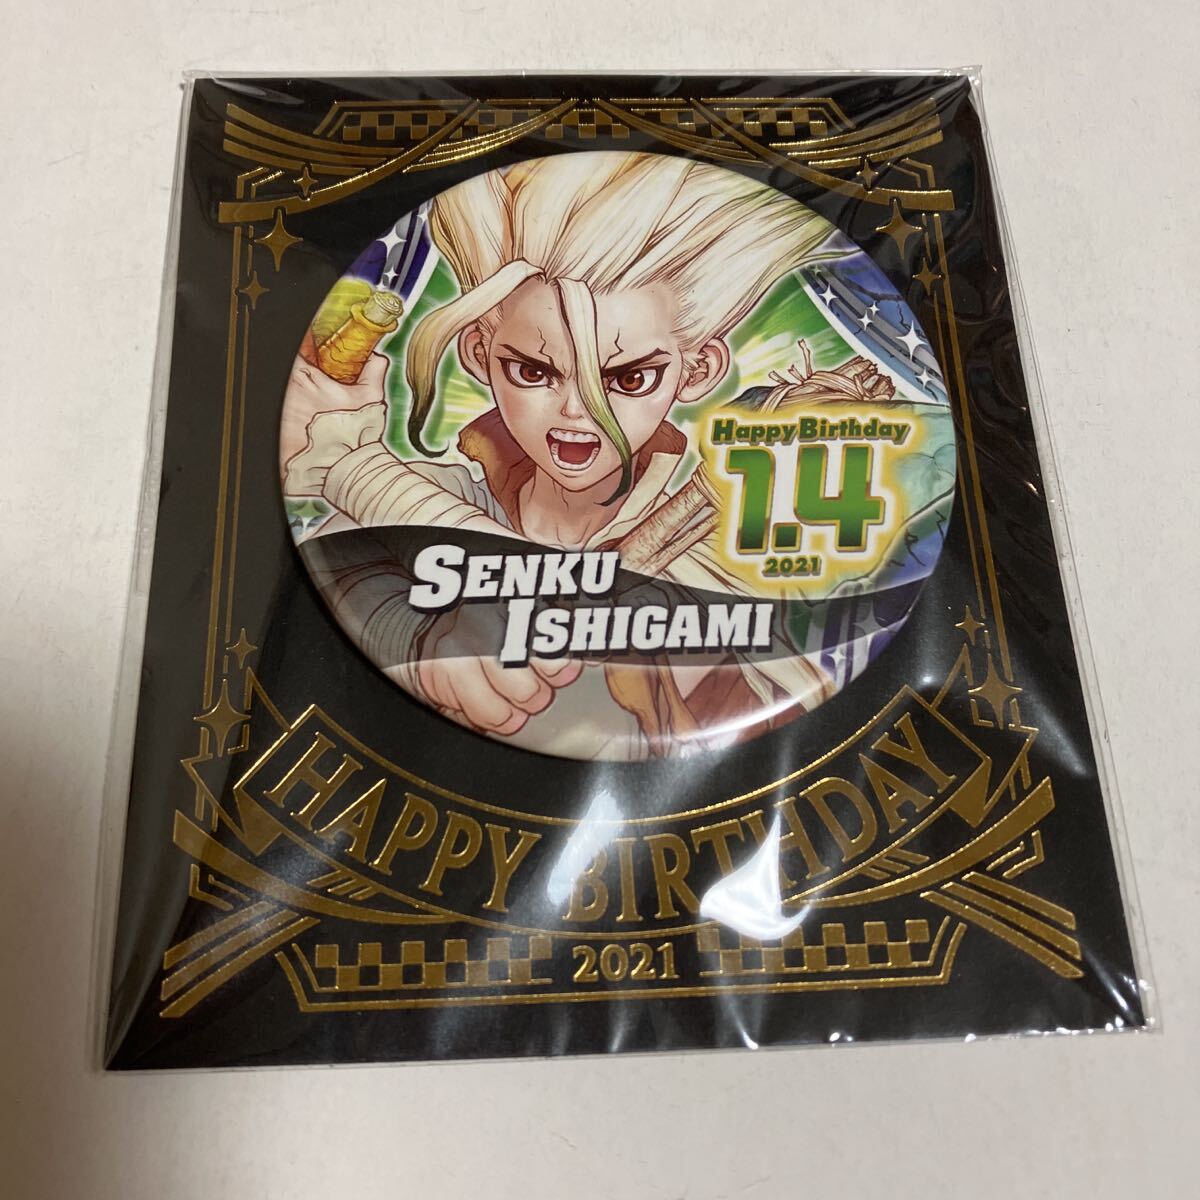 Happy Birthday
1.4
2021
SENKU
ISHIGAMI
HAPPY BIRTHDAY
2021